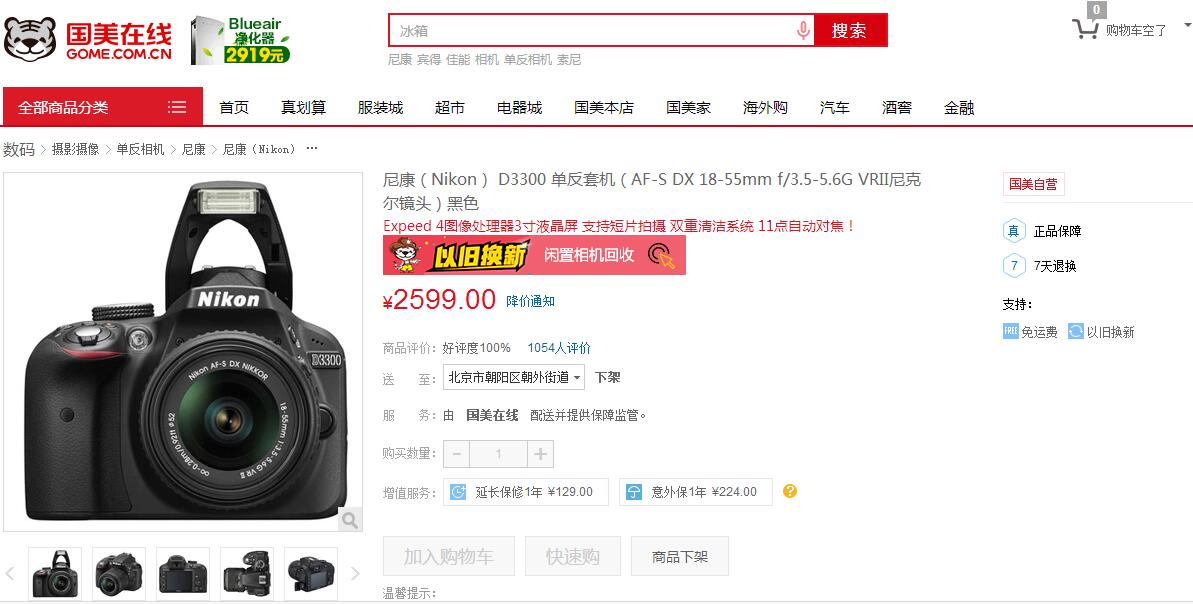 国美在线
GOME.COM.CN
Blueair
净化器
2919元
冰箱
搜索
0
购物车空了
尼康 宾得 佳能 相机 单反相机 索尼
全部商品分类
首页 真划算 服装城 超市 电器城 国美本店 国美家 海外购 汽车 酒窖 金融
数码 > 摄影摄像 > 单反相机 > 尼康 > 尼康（Nikon） ···
尼康（Nikon） D3300 单反套机（AF-S DX 18-55mm f/3.5-5.6G VRII尼克
尔镜头）黑色
Expeed 4图像处理器3寸液晶屏 支持短片拍摄 双重清洁系统 11点自动对焦！
以旧换新 闲置相机回收
¥2599.00 降价通知
商品评价: 好评度100% 1054人评价
送 至: 北京市朝阳区朝外街道 下架
服 务: 由 国美在线 配送并提供保障监管。
购买数量: − 1 +
增值服务: 延长保修1年 ¥129.00 意外保1年 ¥224.00 ?
加入购物车 快速购 商品下架
温馨提示:
国美自营
真 正品保障
7 7天退换
支持:
FREE 免运费 以旧换新
Nikon
D3300
Nikon AF-S DX NIKKOR
18-55mm 1:3.5-5.6G VR II
∞-0.28m/0.92ft ø52